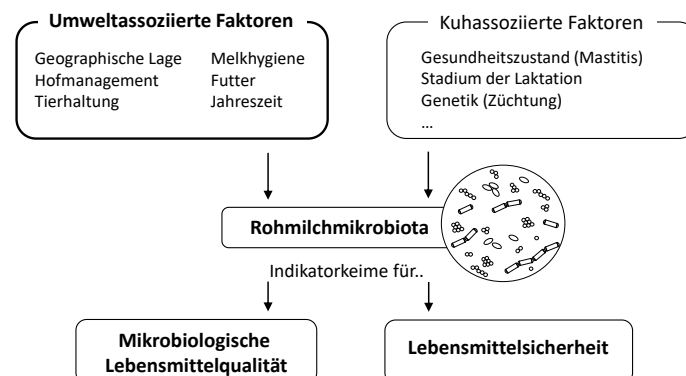 Umweltassoziierte Faktoren
Geographische Lage
Hofmanagement
Tierhaltung
Melkhygiene
Futter
Jahreszeit
Kuhassoziierte Faktoren
Gesundheitszustand (Mastitis)
Stadium der Laktation
Genetik (Züchtung)
...
Rohmilchmikrobiota
Indikatorkeime für..
Mikrobiologische
Lebensmittelqualität
Lebensmittelsicherheit